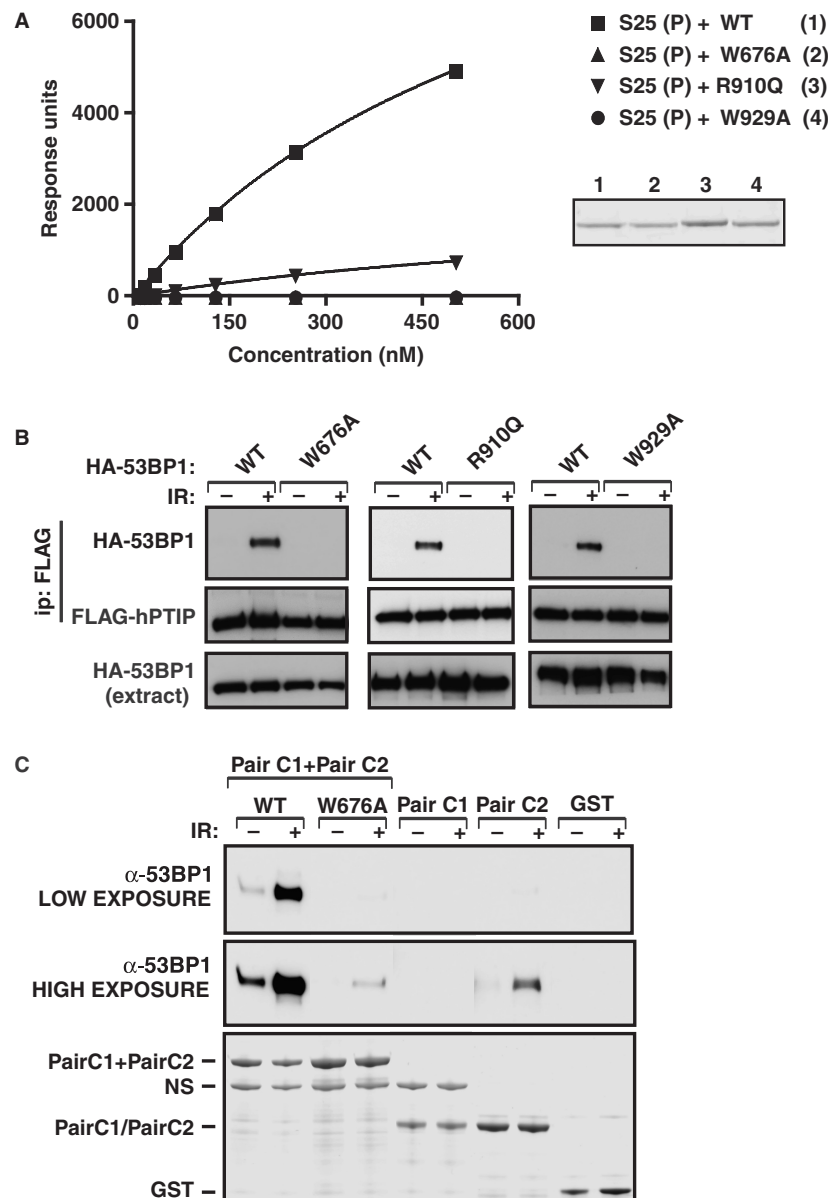 A
6000
4000
2000
0
Response units
0 150 300 450 600
Concentration (nM)
S25 (P) + WT (1)
S25 (P) + W676A (2)
S25 (P) + R910Q (3)
S25 (P) + W929A (4)
1 2 3 4
B
HA-53BP1: WT W676A WT R910Q WT W929A
IR: − + − + − + − + − + − +
ip: FLAG
HA-53BP1
FLAG-hPTIP
HA-53BP1
(extract)
C
Pair C1+Pair C2
WT W676A Pair C1 Pair C2 GST
IR: − + − + − + − + − +
α-53BP1
LOW EXPOSURE
α-53BP1
HIGH EXPOSURE
PairC1+PairC2
NS
PairC1/PairC2
GST